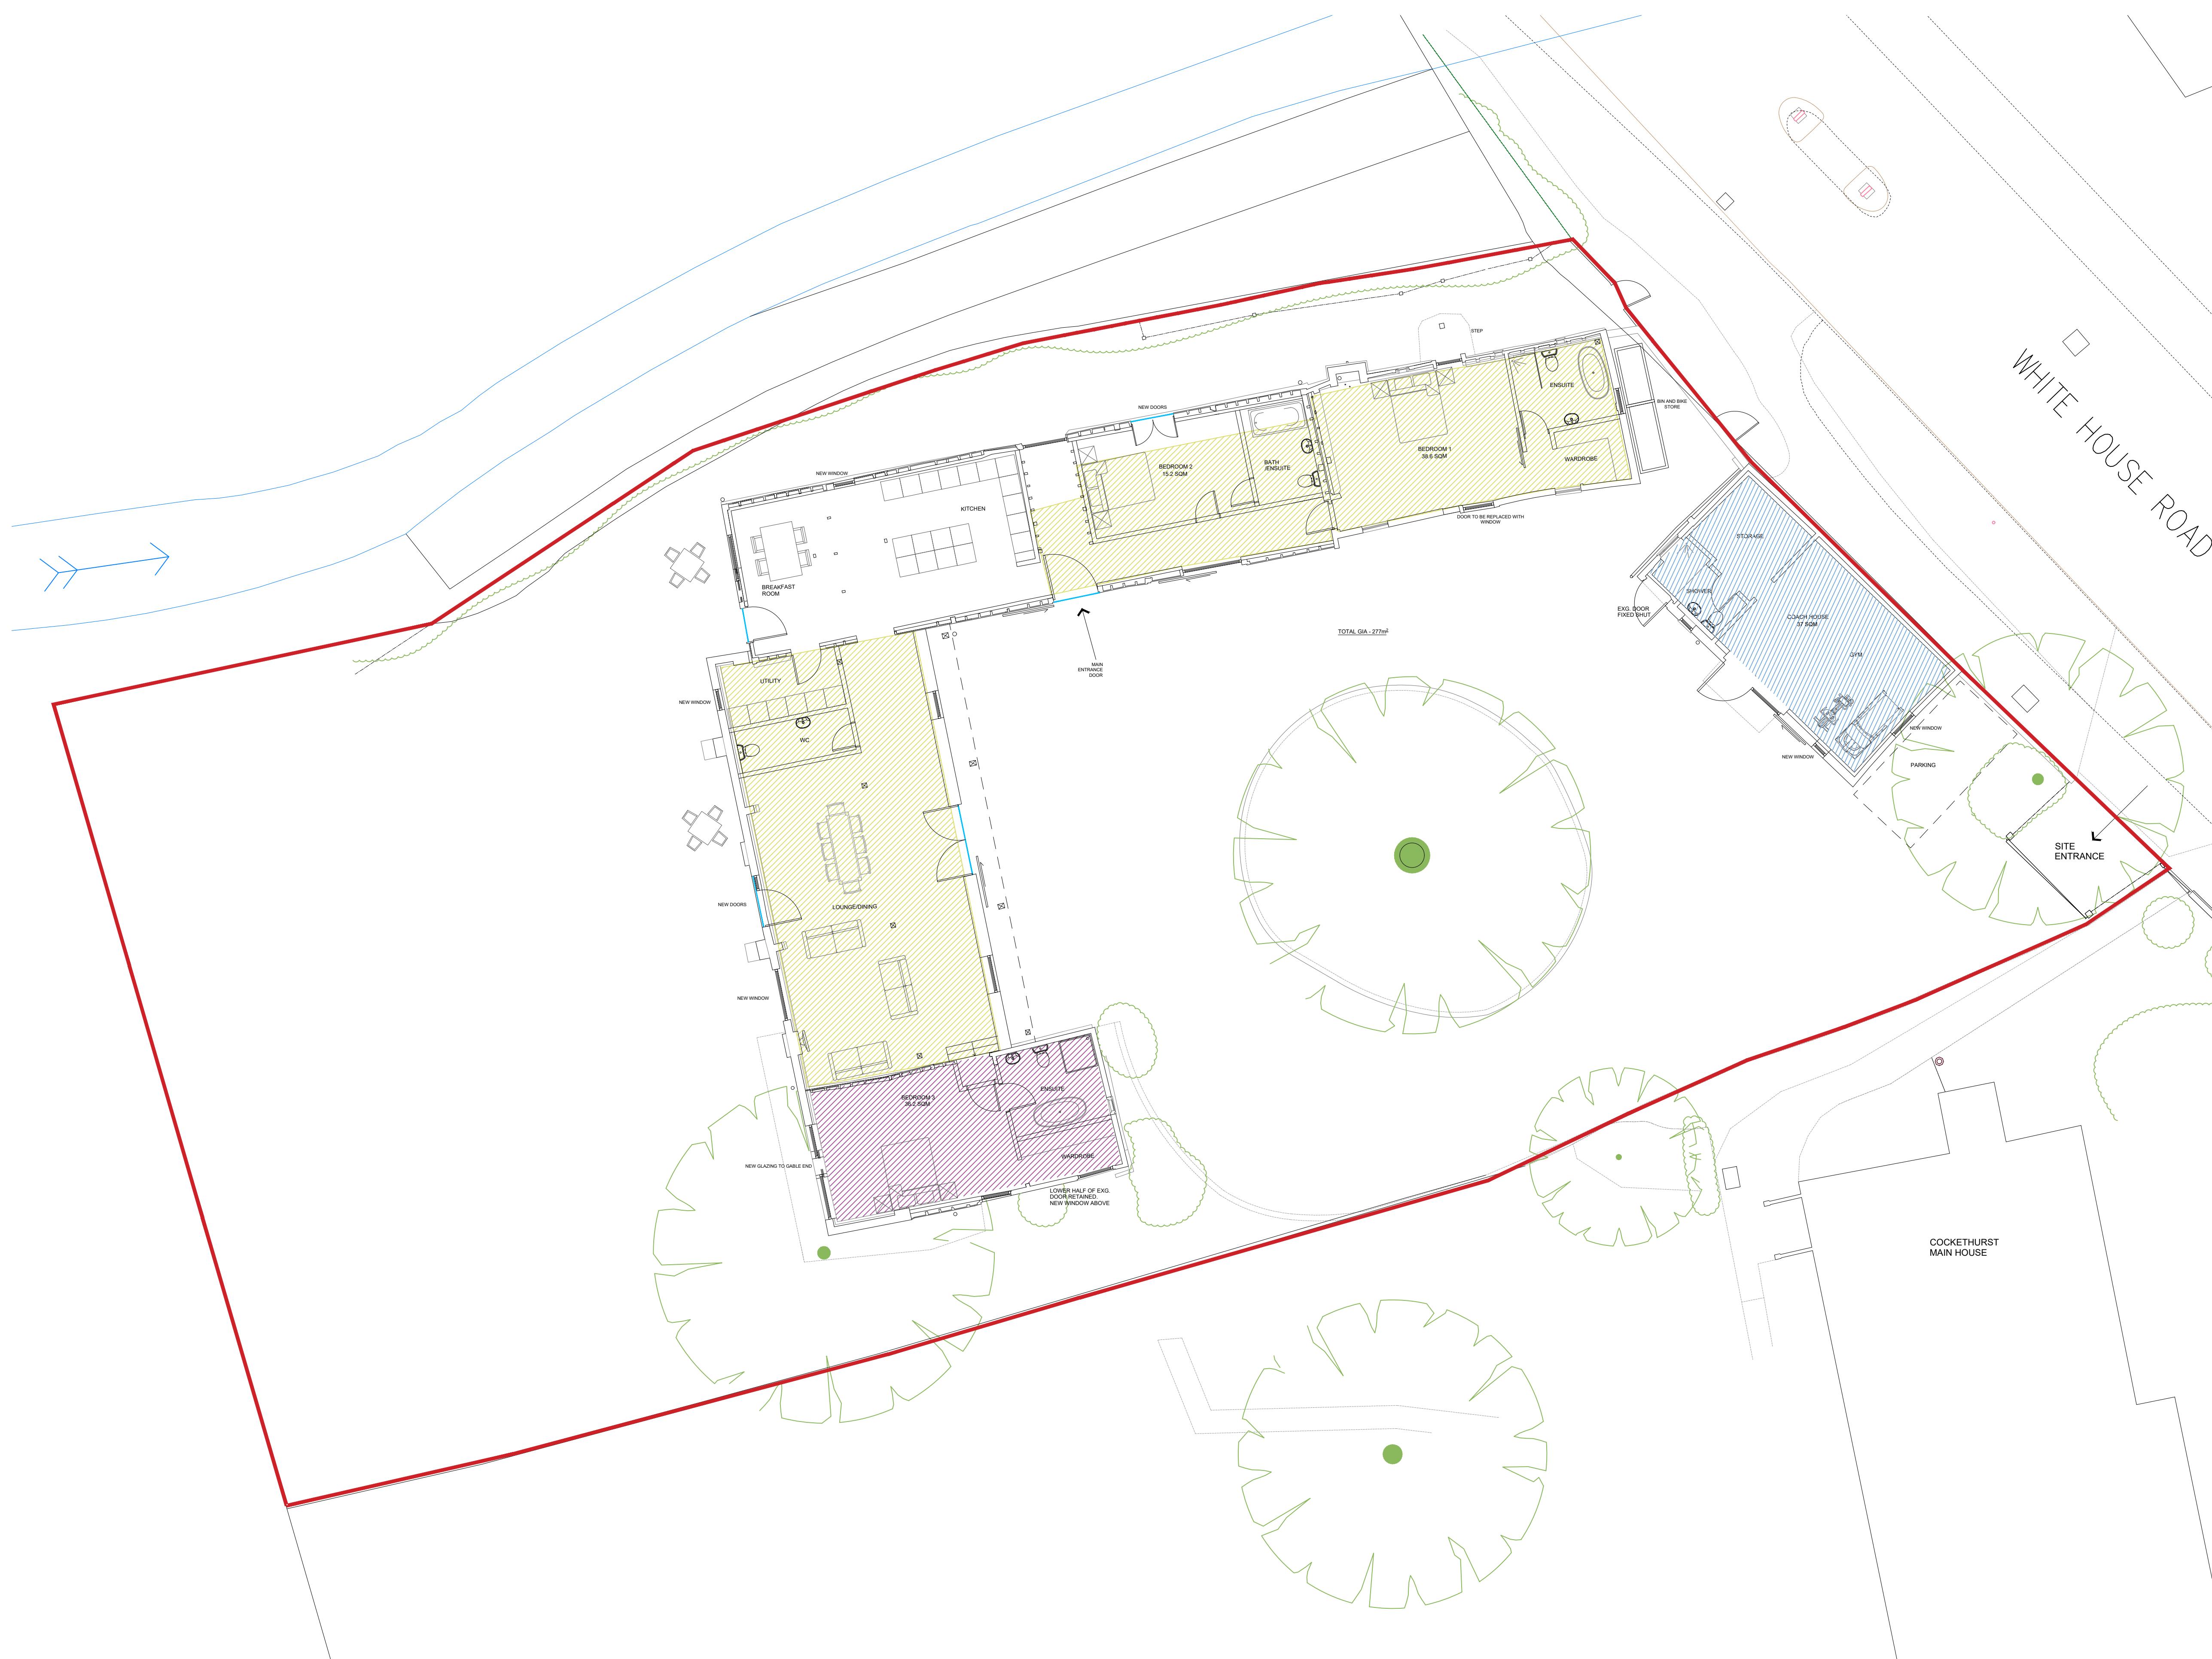 WHITE HOUSE ROAD
STEP
ENSUITE
BIN AND BIKE
STORE
NEW DOORS
WARDROBE
BEDROOM 1
38.6 SQM
BATH
/ENSUITE
BEDROOM 2
15.2 SQM
NEW WINDOW
KITCHEN
DOOR TO BE REPLACED WITH
WINDOW
STORAGE
BREAKFAST
ROOM
SHOWER
EXG. DOOR
FIXED SHUT
COACH HOUSE
37 SQM
TOTAL GIA - 277m²
GYM
MAIN
ENTRANCE
DOOR
UTILITY
NEW WINDOW
WC
NEW WINDOW
NEW WINDOW
PARKING
SITE
ENTRANCE
NEW DOORS
LOUNGE/DINING
NEW WINDOW
ENSUITE
BEDROOM 3
36.2 SQM
WARDROBE
NEW GLAZING TO GABLE END
LOWER HALF OF EXG.
DOOR RETAINED.
NEW WINDOW ABOVE
COCKETHURST
MAIN HOUSE